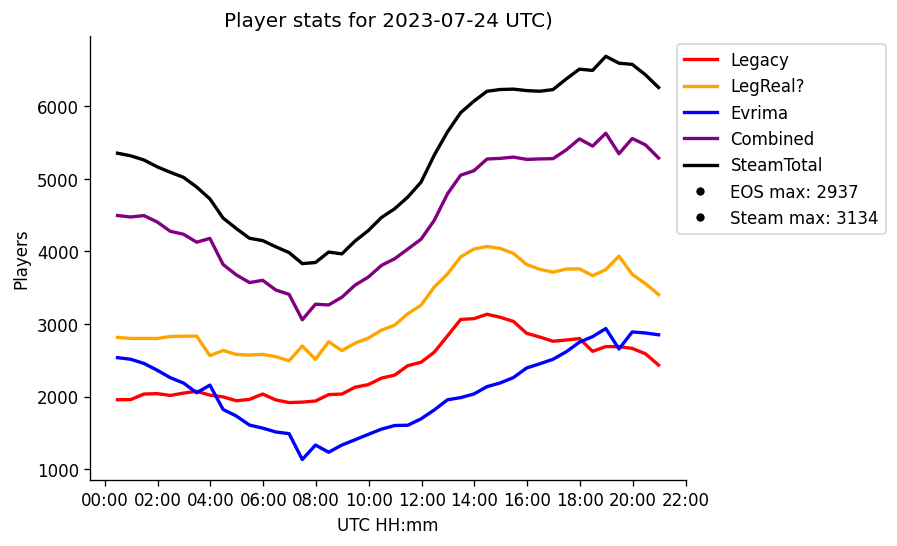 Player stats for 2023-07-24 UTC)
Legacy
LegReal?
Evrima
Combined
SteamTotal
EOS max: 2937
Steam max: 3134
Players
6000
5000
4000
3000
2000
1000
00:00 02:00 04:00 06:00 08:00 10:00 12:00 14:00 16:00 18:00 20:00 22:00
UTC HH:mm